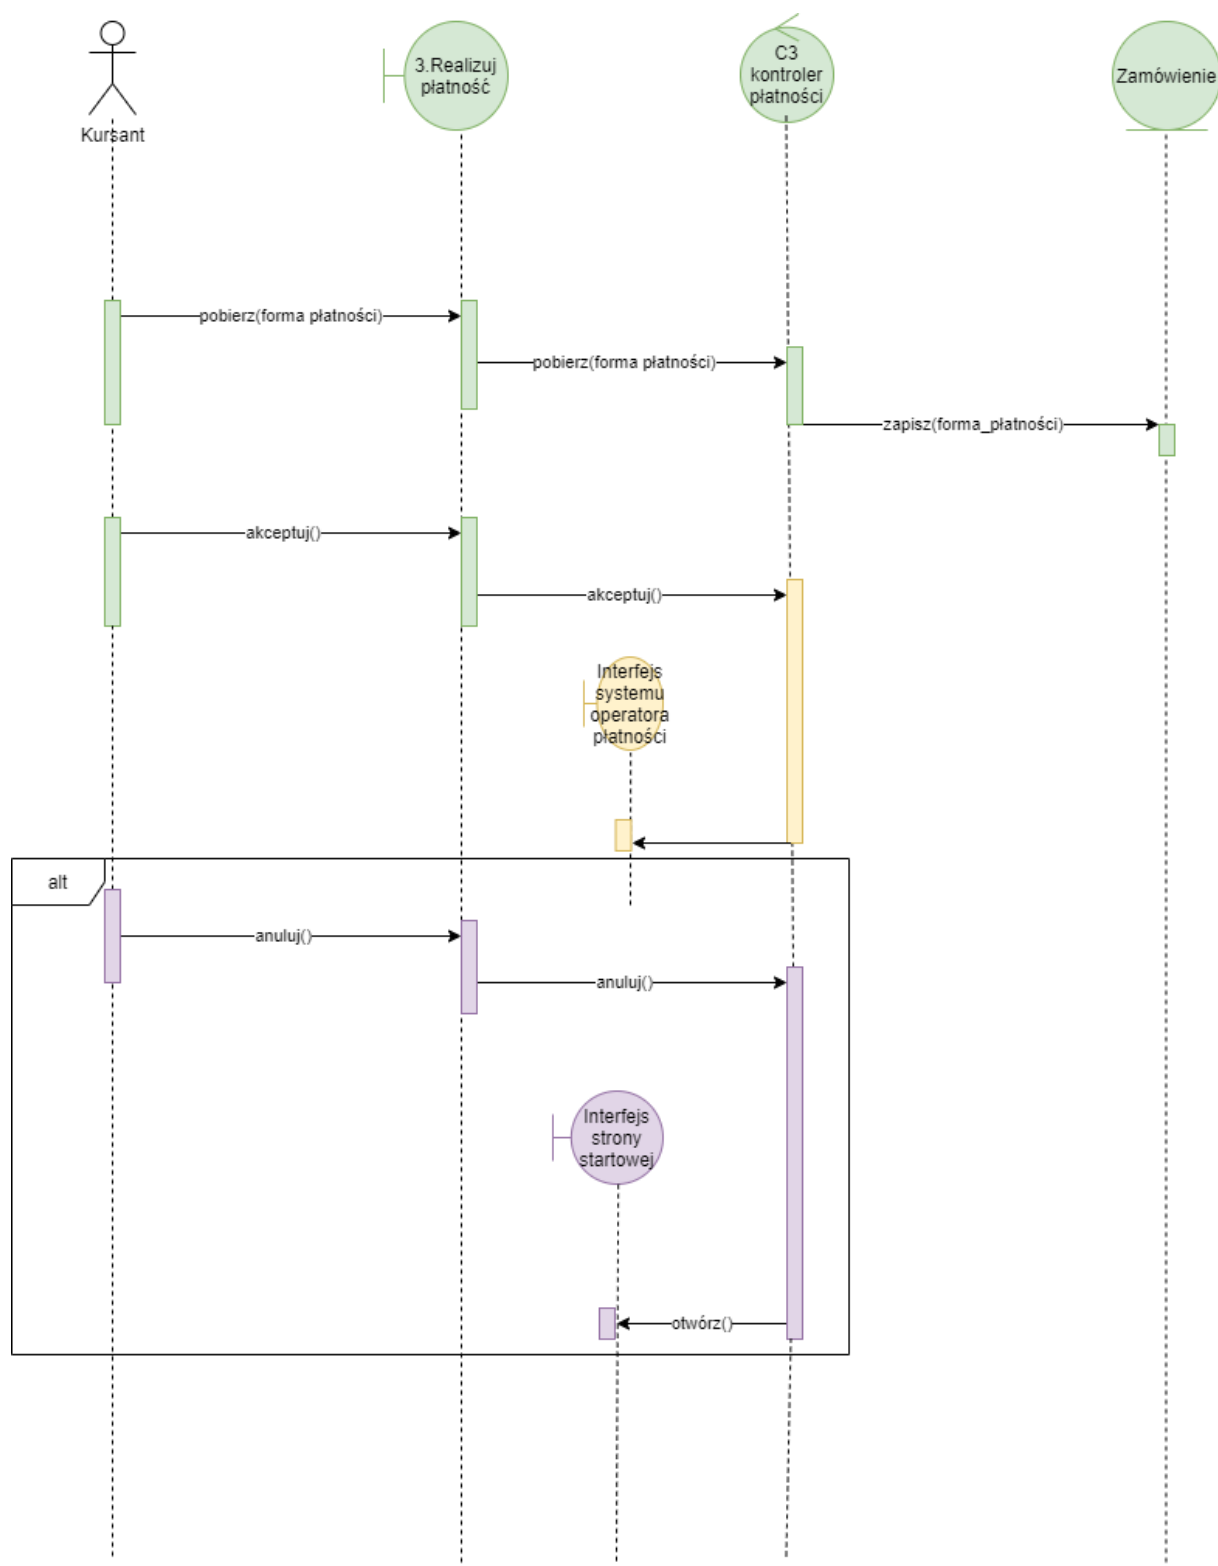 3.Realizuj
płatność
C3
kontroler
płatności
Zamówienie
Kursant
pobierz(forma płatności)
pobierz(forma płatności)
zapisz(forma_płatności)
akceptuj()
akceptuj()
Interfejs
systemu
operatora
płatności
alt
anuluj()
anuluj()
Interfejs
strony
startowej
otwórz()